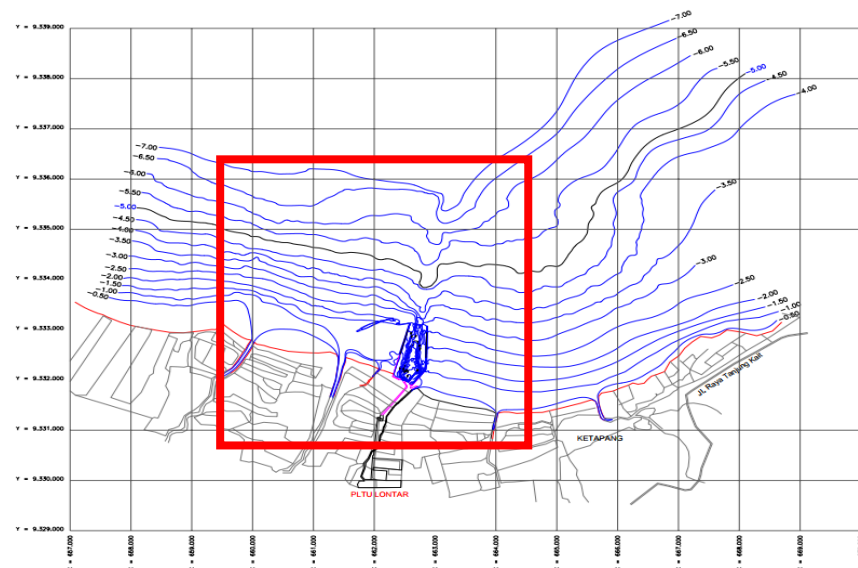 Y = 9.339.000
Y = 9.338.000
Y = 9.337.000
Y = 9.336.000
Y = 9.335.000
Y = 9.334.000
Y = 9.333.000
Y = 9.332.000
Y = 9.331.000
Y = 9.330.000
Y = 9.329.000
-7.00
-6.50
-6.00
-5.50
-5.00
-4.50
-4.00
-3.50
-3.00
-2.50
-2.00
-1.50
-1.00
-0.50
-7.00
-6.50
-6.00
-5.50
-5.00
-4.50
-4.00
-3.50
-3.00
-2.50
-2.00
-1.50
-1.00
-0.50
Jl. Raya Tanjung Kait
KETAPANG
PLTU LONTAR
= 657.000
= 658.000
= 659.000
= 660.000
= 661.000
= 662.000
= 663.000
= 664.000
= 665.000
= 666.000
= 667.000
= 668.000
= 669.000